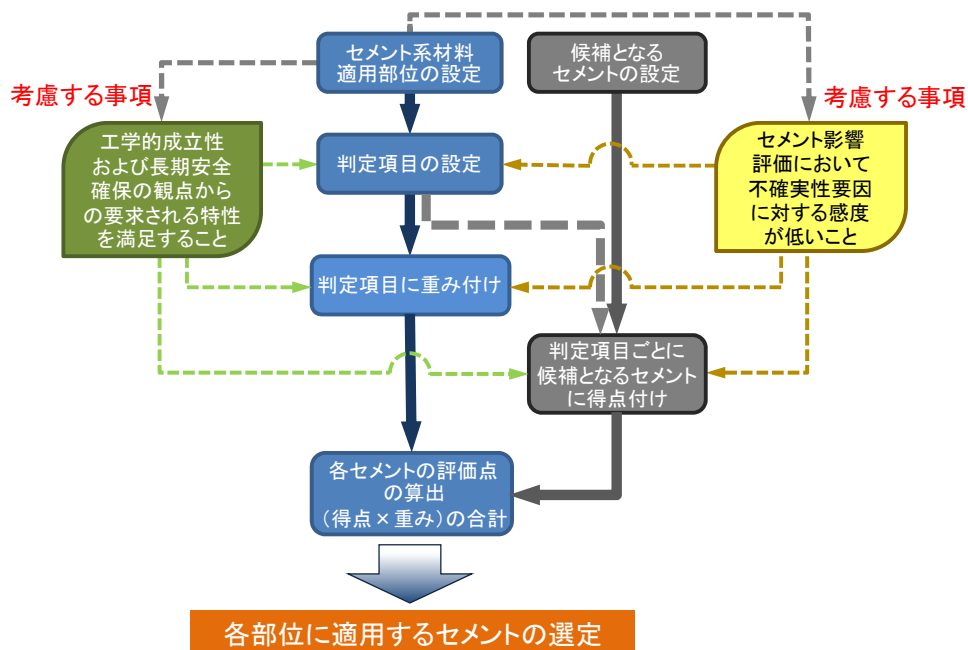 セメント系材料
適用部位の設定
候補となる
セメントの設定
考慮する事項
考慮する事項
工学的成立性
および長期安全
確保の観点から
の要求される特性
を満足すること
判定項目の設定
セメント影響
評価において
不確実性要因
に対する感度
が低いこと
判定項目に重み付け
判定項目ごとに
候補となるセメント
に得点付け
各セメントの評価点
の算出
（得点×重み）の合計
各部位に適用するセメントの選定